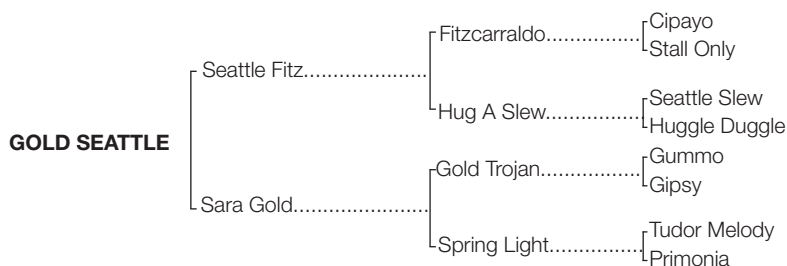 Cipayo
Fitzcarraldo.................
Stall Only
Seattle Fitz......................
Seattle Slew
Hug A Slew.................
Huggle Duggle
GOLD SEATTLE
Gummo
Gold Trojan..................
Gipsy
Sara Gold........................
Tudor Melody
Spring Light.................
Primonia